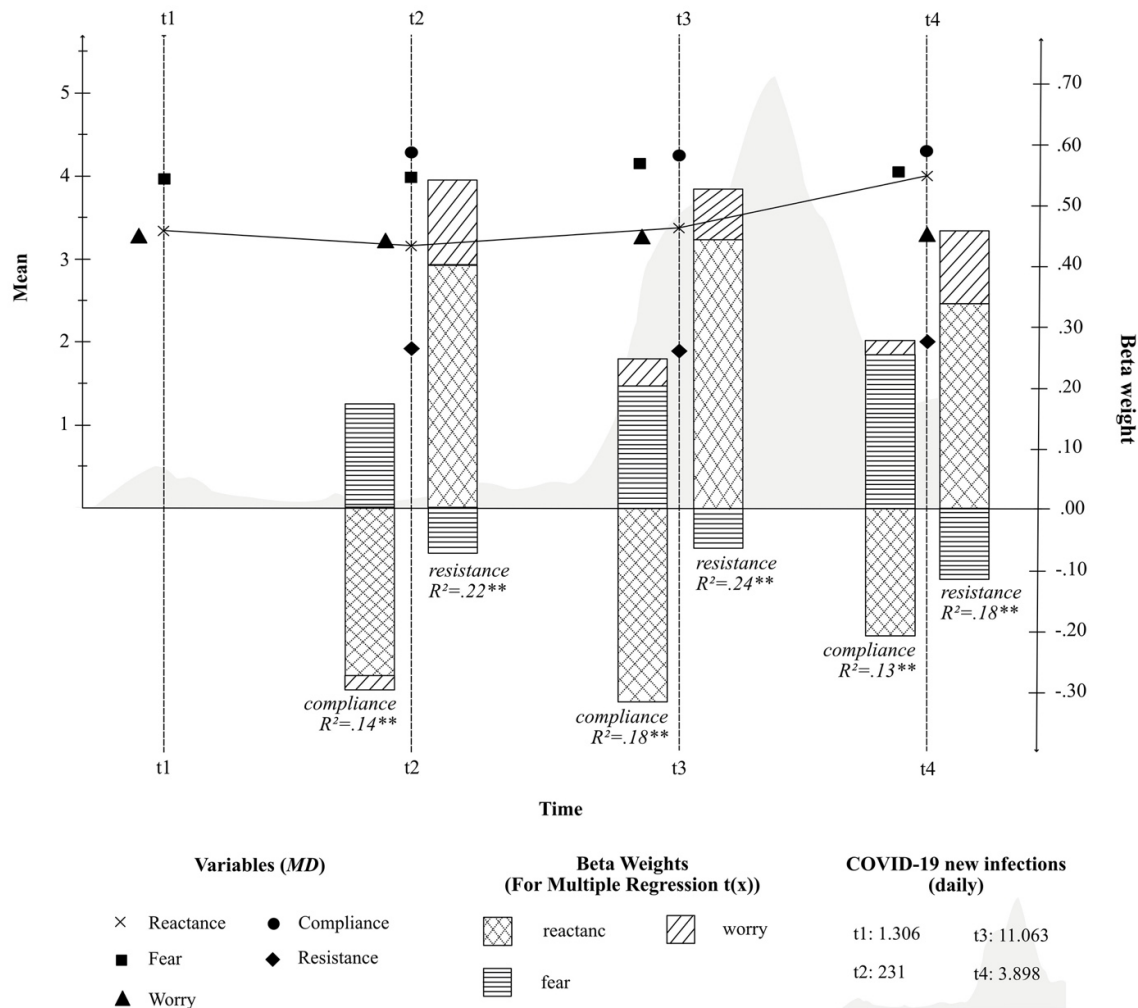 t1 t2 t3 t4
Mean
5
4
3
2
1
Beta weight
.70
.60
.50
.40
.30
.20
.10
.00
-.10
-.20
-.30
resistance
R²=.22**
resistance
R²=.24**
resistance
R²=.18**
compliance
R²=.14**
compliance
R²=.18**
compliance
R²=.13**
t1 t2 t3 t4
Time
Variables (MD)
Reactance
Compliance
Fear
Resistance
Worry
Beta Weights
(For Multiple Regression t(x))
reactanc
worry
fear
COVID-19 new infections
(daily)
t1: 1.306 t3: 11.063
t2: 231 t4: 3.898